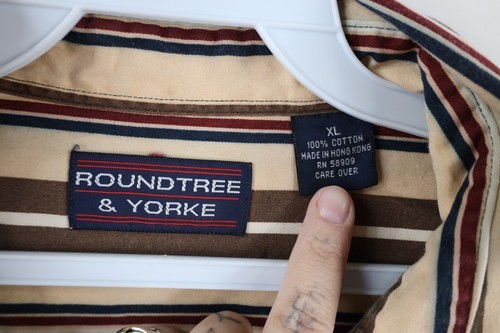 ROUNDTREE
& YORKE
XL
100% COTTON
MADE IN HONG KONG
RN 58909
CARE OVER